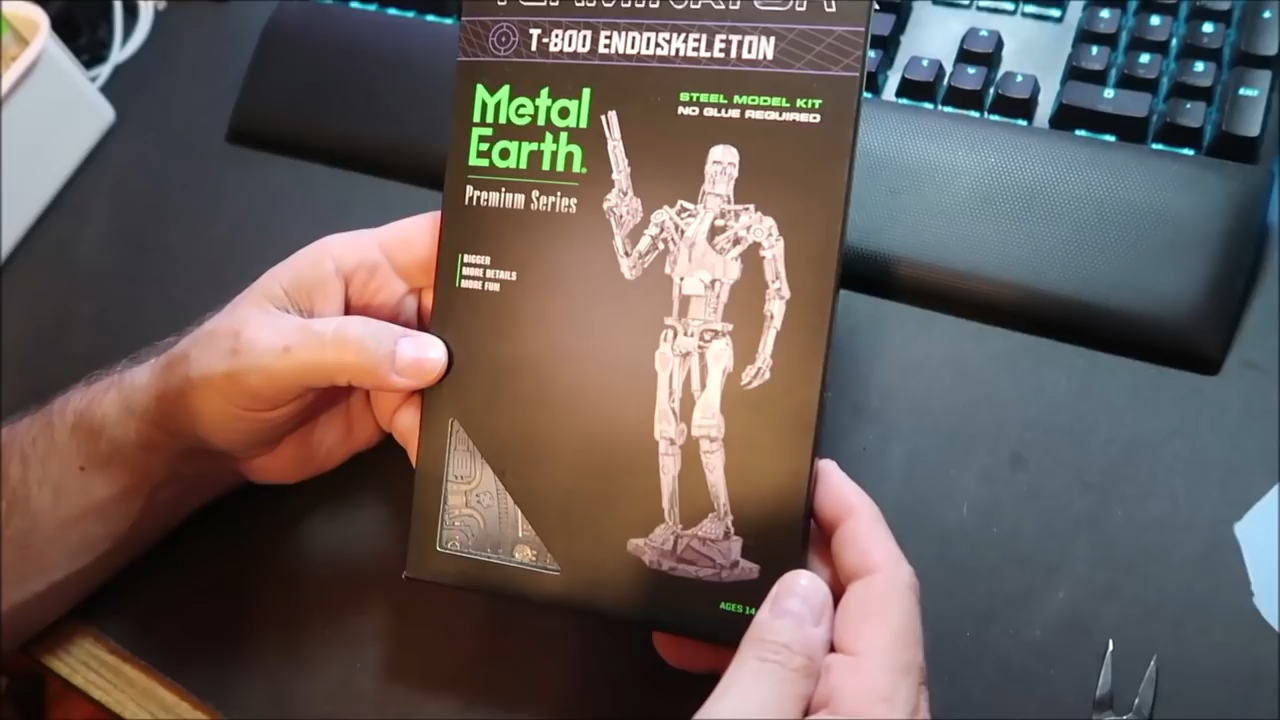 TERMINATOR
T-800 ENDOSKELETON
Metal
Earth®
Premium Series
STEEL MODEL KIT
NO GLUE REQUIRED
BIGGER
MORE DETAILS
MORE FUN
AGES 14